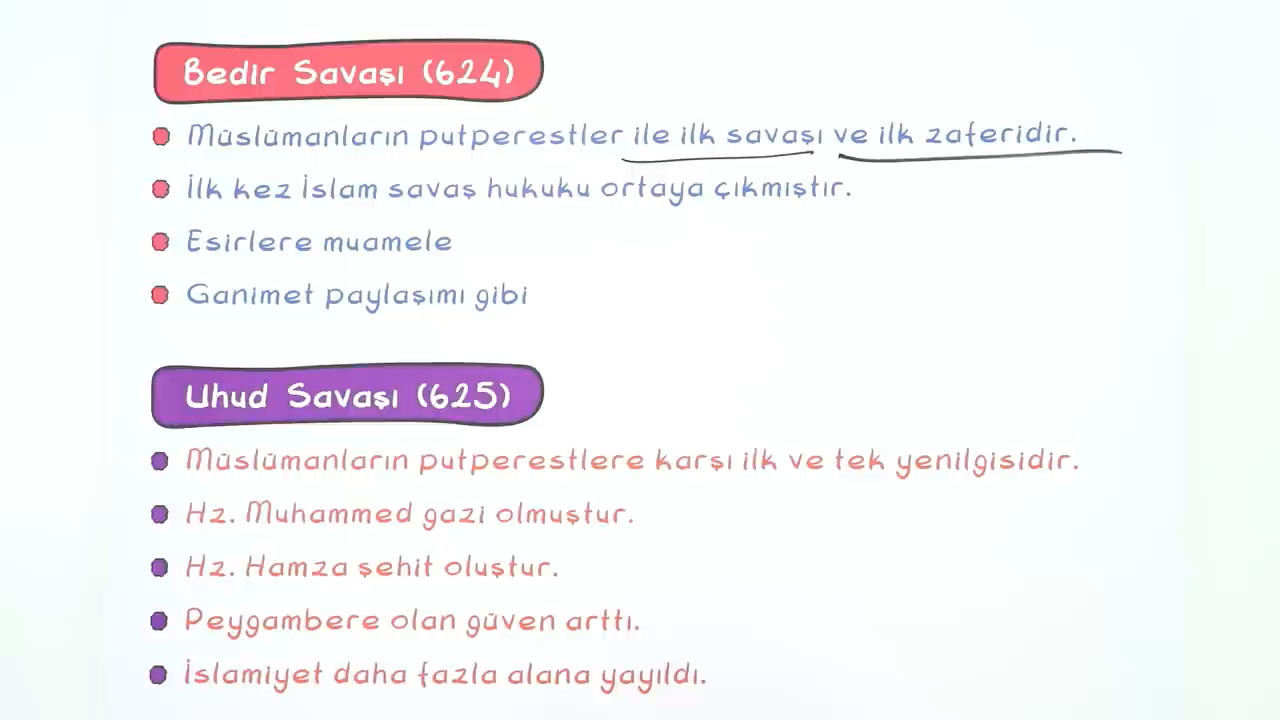 Bedir Savaşı (624)
Müslümanların putperestler ile ilk savaşı ve ilk zaferidir.
İlk kez İslam savaş hukuku ortaya çıkmıştır.
Esirlere muamele
Ganimet paylaşımı gibi
Uhud Savaşı (625)
Müslümanların putperestlere karşı ilk ve tek yenilgisidir.
Hz. Muhammed gazi olmuştur.
Hz. Hamza şehit oluştur.
Peygambere olan güven arttı.
İslamiyet daha fazla alana yayıldı.